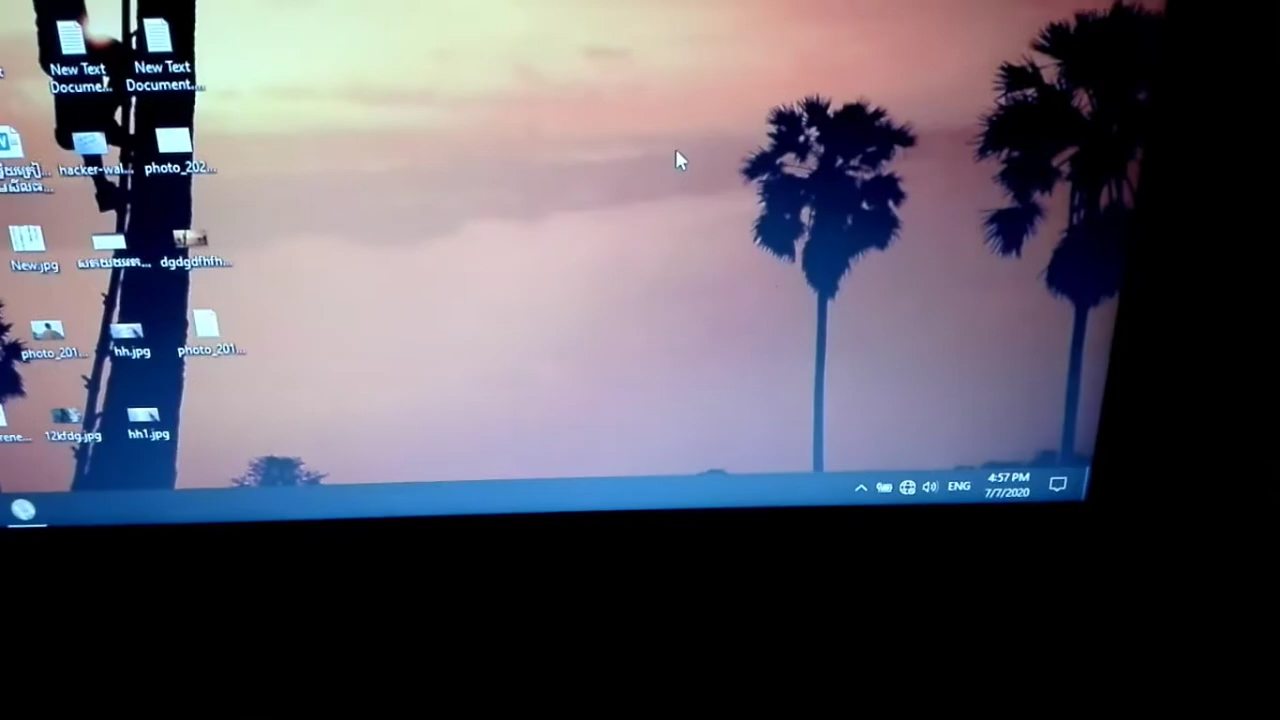 New Text
Docume...
New Text
Document....
hacker-wal...
photo_202...
New.jpg
dgdgdfhfh...
photo_201...
hh.jpg
photo_201...
rene...
12kfdg.jpg
hh1.jpg
ENG
4:57 PM
7/7/2020